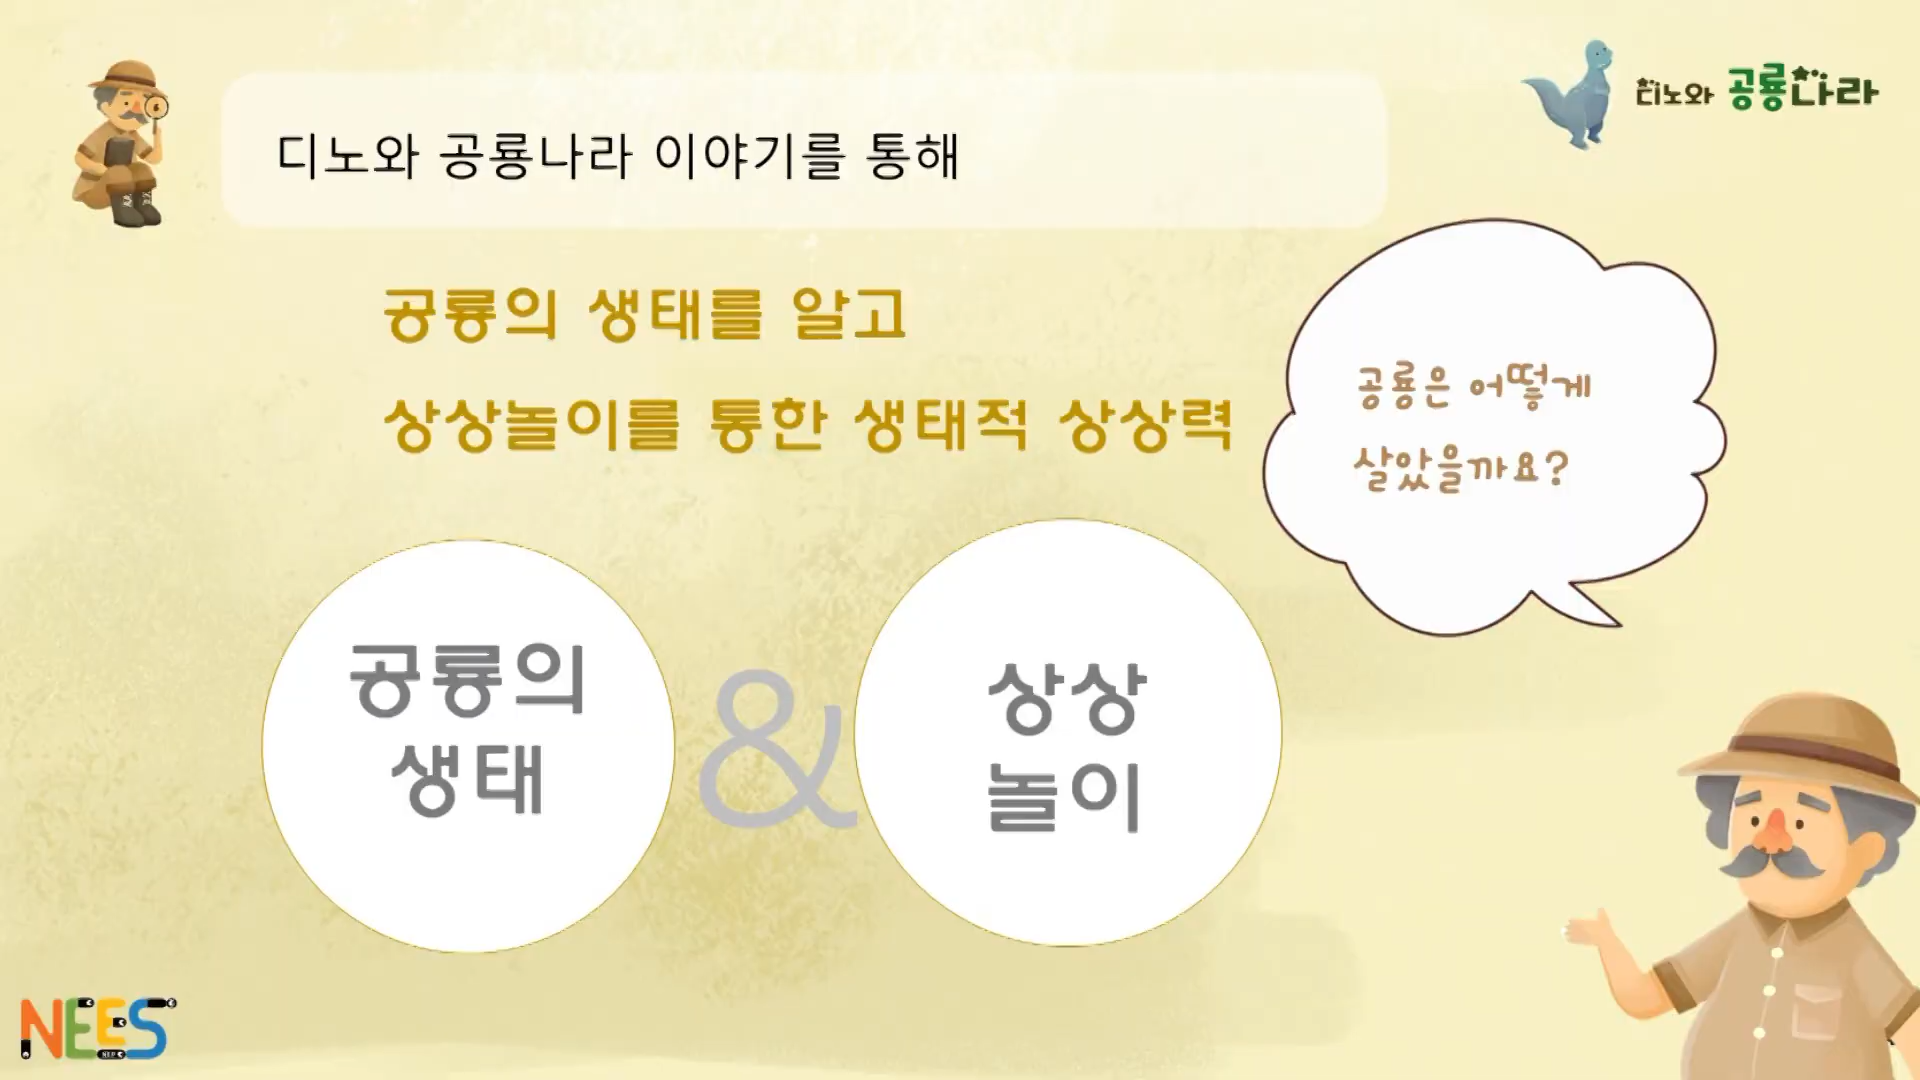 디노와 공룡나라
디노와 공룡나라 이야기를 통해
공룡의 생태를 알고
상상놀이를 통한 생태적 상상력
공룡은 어떻게
살았을까요?
공룡의
생태
&
상상
놀이
NEES